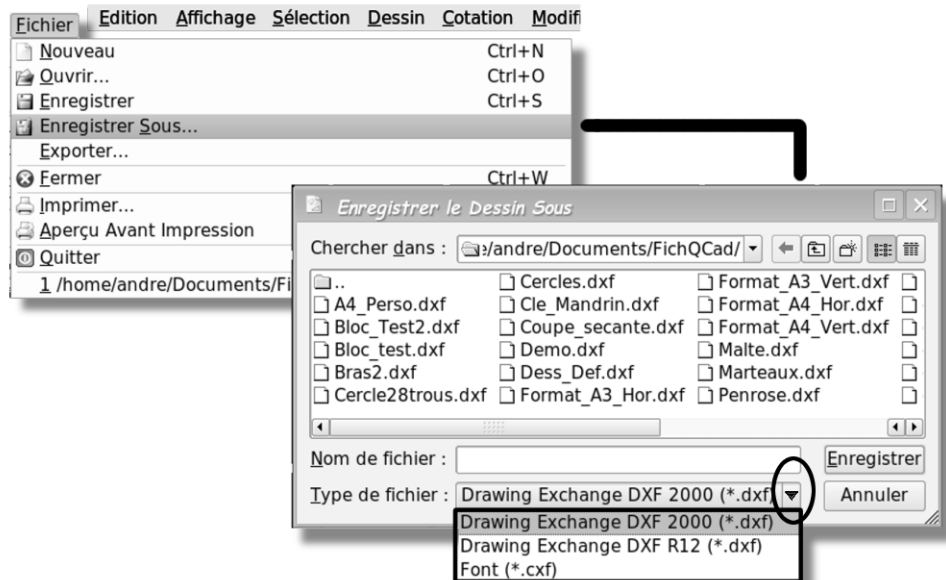 Fichier Edition Affichage Sélection Dessin Cotation Modifi
Nouveau Ctrl+N
Ouvrir... Ctrl+O
Enregistrer Ctrl+S
Enregistrer Sous...
Exporter...
Fermer Ctrl+W
Imprimer...
Aperçu Avant Impression
Quitter
1 /home/andre/Documents/Fi
Enregistrer le Dessin Sous
Chercher dans : e/andre/Documents/FichQCad/
.. Cercles.dxf Format_A3_Vert.dxf
A4_Perso.dxf Cle_Mandrin.dxf Format_A4_Hor.dxf
Bloc_Test2.dxf Coupe_secante.dxf Format_A4_Vert.dxf
Bloc_test.dxf Demo.dxf Malte.dxf
Bras2.dxf Dess_Def.dxf Marteaux.dxf
Cercle28trous.dxf Format_A3_Hor.dxf Penrose.dxf
Nom de fichier : Enregistrer
Type de fichier : Drawing Exchange DXF 2000 (*.dxf) Annuler
Drawing Exchange DXF 2000 (*.dxf)
Drawing Exchange DXF R12 (*.dxf)
Font (*.cxf)